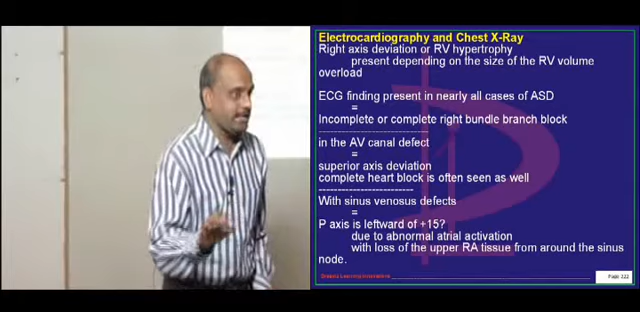 Electrocardiography and Chest X-Ray
Right axis deviation or RV hypertrophy
present depending on the size of the RV volume
overload
ECG finding present in nearly all cases of ASD
=
Incomplete or complete right bundle branch block
------------------------------
in the AV canal defect
=
superior axis deviation
complete heart block is often seen as well
--------------------------
With sinus venosus defects
=
P axis is leftward of +15?
due to abnormal atrial activation
with loss of the upper RA tissue from around the sinus
node.
Learning Innovations
Page 222